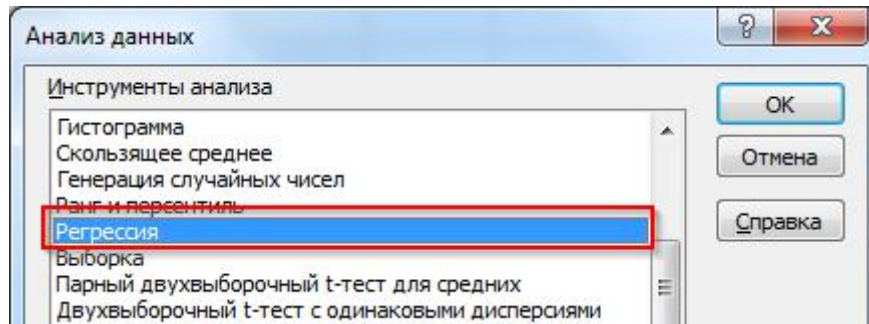 Анализ данных
Инструменты анализа
Гистограмма
Скользящее среднее
Генерация случайных чисел
Ранг и персентиль
Регрессия
Выборка
Парный двухвыборочный t-тест для средних
Двухвыборочный t-тест с одинаковыми дисперсиями
?
OK
Отмена
Справка